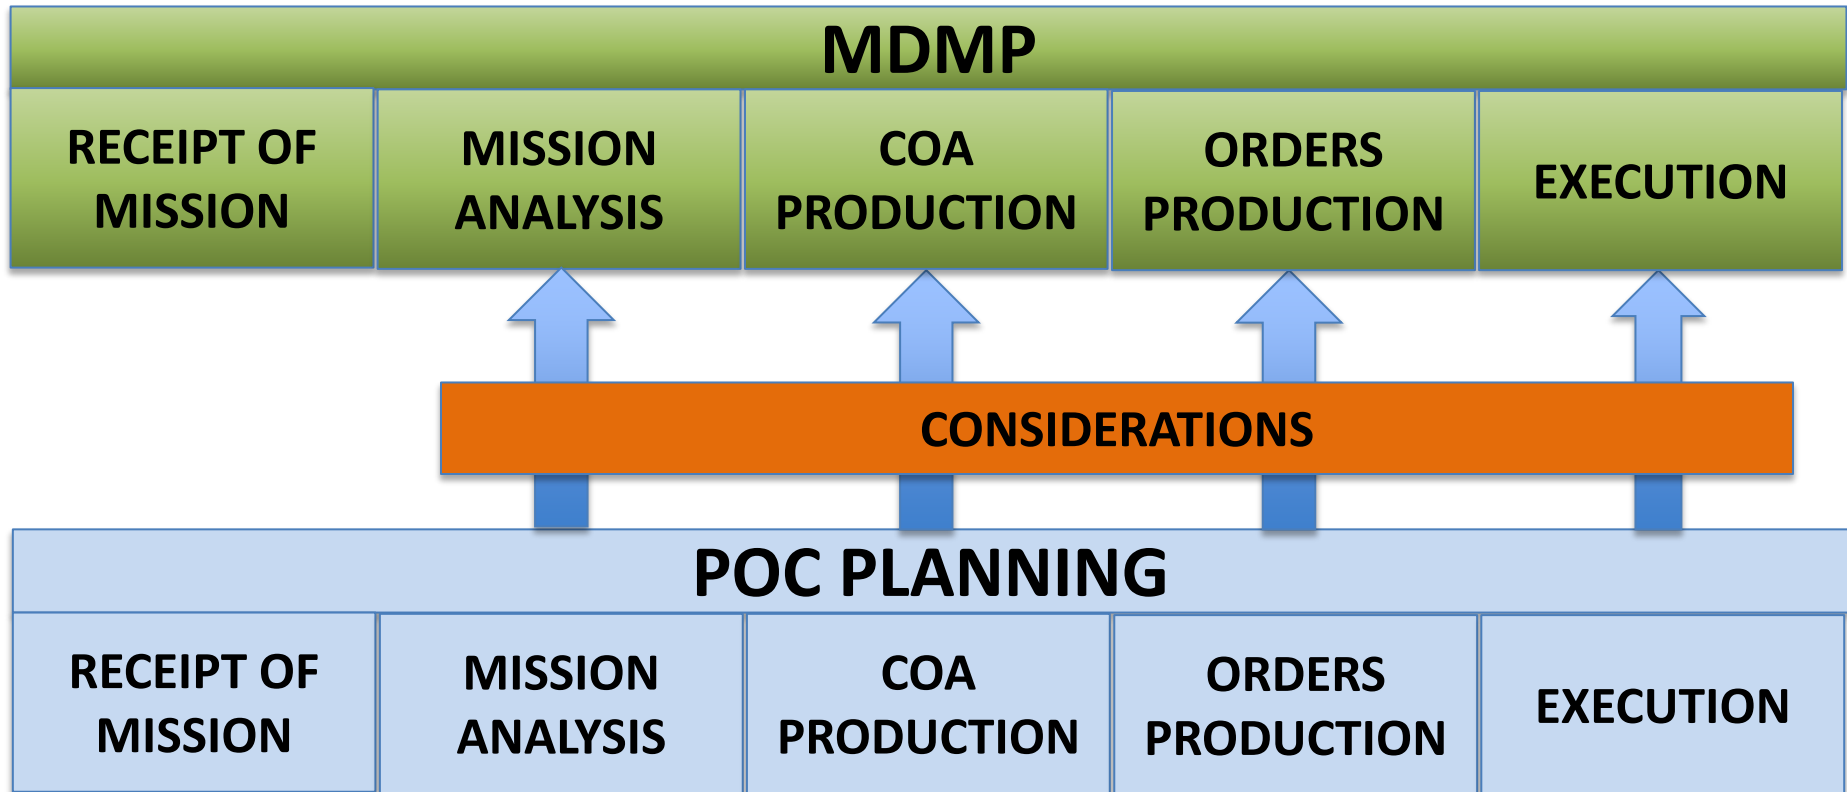 MDMP
RECEIPT OF
MISSION
MISSION
ANALYSIS
COA
PRODUCTION
ORDERS
PRODUCTION
EXECUTION
CONSIDERATIONS
POC PLANNING
RECEIPT OF
MISSION
MISSION
ANALYSIS
COA
PRODUCTION
ORDERS
PRODUCTION
EXECUTION